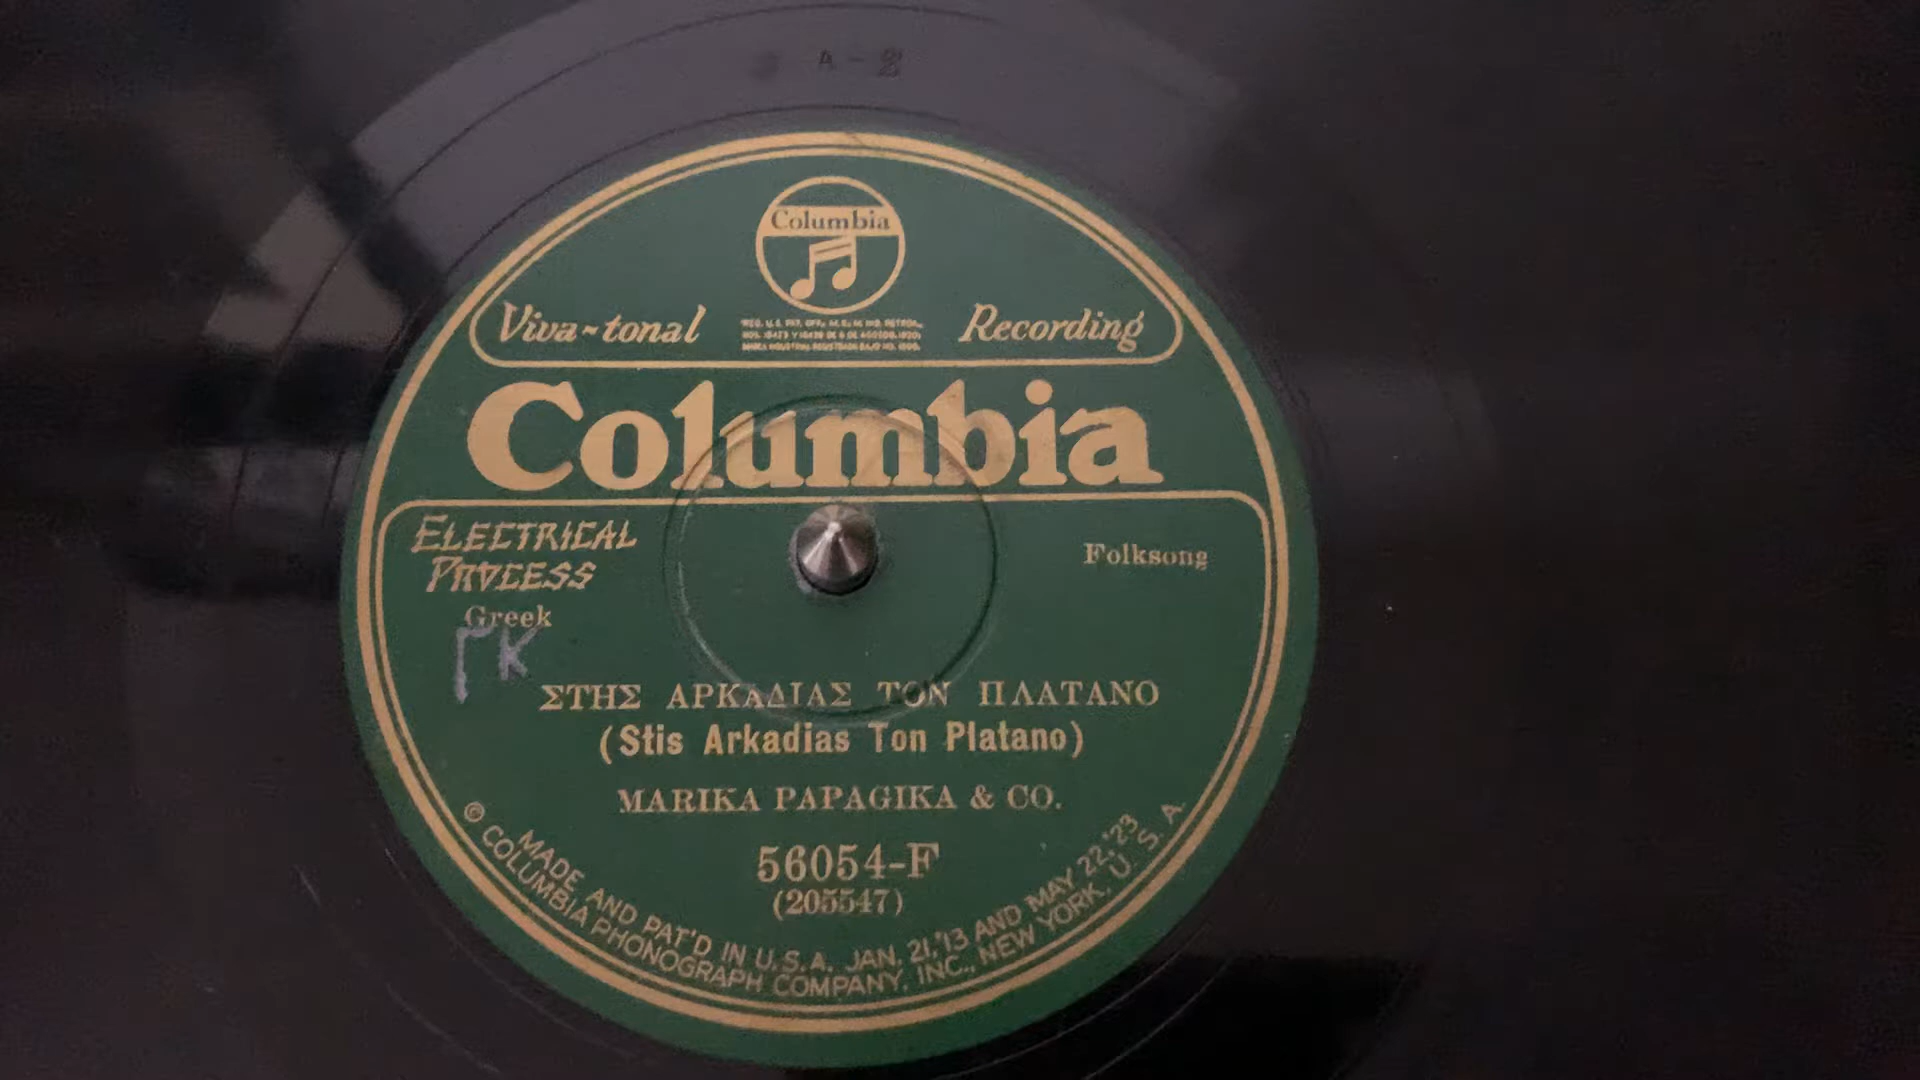 A-2
Columbia
Viva-tonal Recording
Columbia
ELECTRICAL
PROCESS
Folksong
Greek
ΓΚ
ΣΤΗΣ ΑΡΚΑΔΙΑΣ ΤΟΝ ΠΛΑΤΑΝΟ
(Stis Arkadias Ton Platano)
MARIKA PAPAGIKA & CO.
56054-F
(205547)
MADE AND PAT'D IN U.S.A. JAN. 21,'13 AND MAY 22,'23
© COLUMBIA PHONOGRAPH COMPANY, INC., NEW YORK, U. S. A.